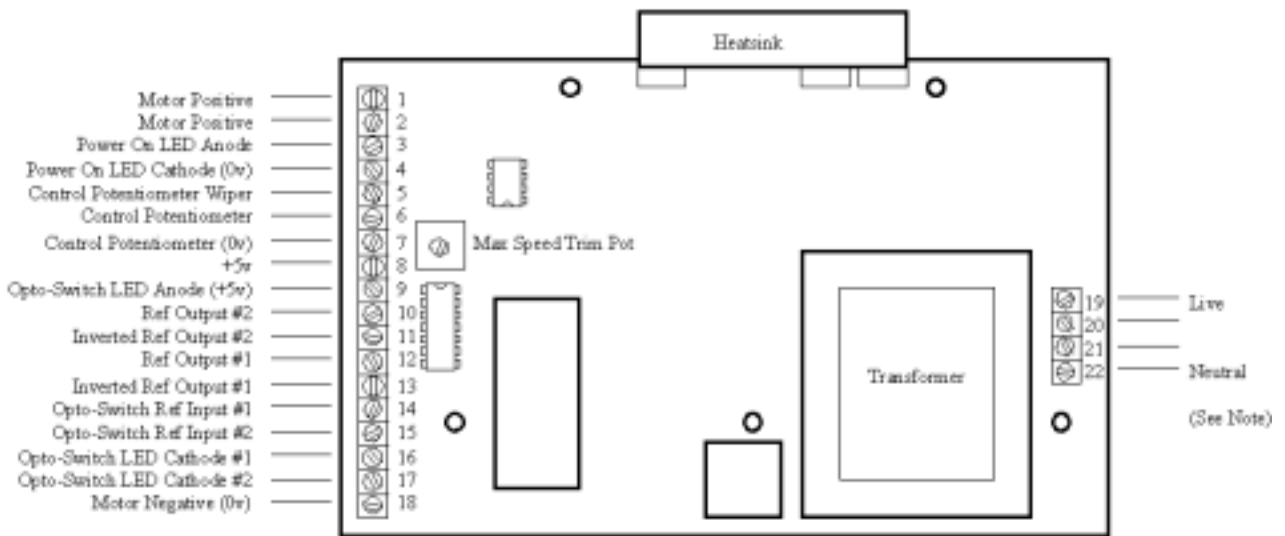 Heatsink
Motor Positive 1
Motor Positive 2
Power On LED Anode 3
Power On LED Cathode (0v) 4
Control Potentiometer Wiper 5
Control Potentiometer 6
Control Potentiometer (0v) 7
Max Speed Trim Pot
+5v 8
Opto-Switch LED Anode (+5v) 9
Ref Output #2 10
Inverted Ref Output #2 11
Ref Output #1 12
Inverted Ref Output #1 13
Opto-Switch Ref Input #1 14
Opto-Switch Ref Input #2 15
Opto-Switch LED Cathode #1 16
Opto-Switch LED Cathode #2 17
Motor Negative (0v) 18
Transformer
19 Live
20
21
22 Neutral
(See Note)